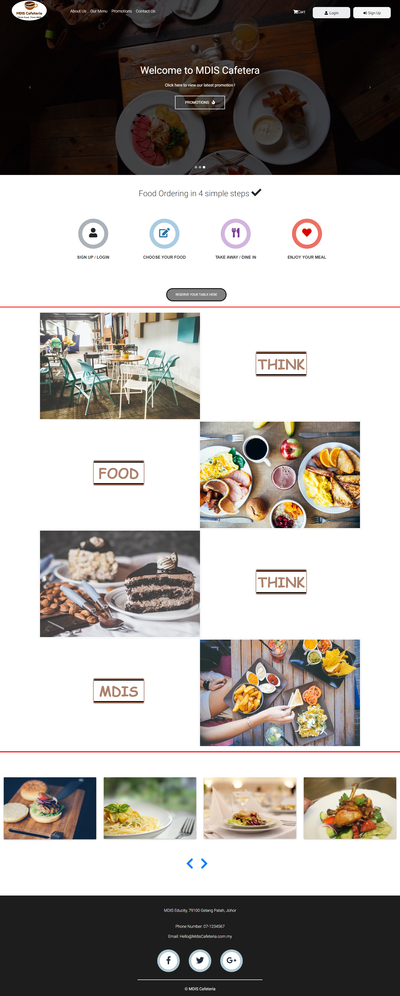 MDIS Cafeteria
About Us Our Menu Promotions Contact Us
Cart
Login
Sign Up
Welcome to MDIS Cafetera
Click here to view our latest promotion !
PROMOTIONS
Food Ordering in 4 simple steps
SIGN UP / LOGIN
CHOOSE YOUR FOOD
TAKE AWAY / DINE IN
ENJOY YOUR MEAL
RESERVE YOUR TABLE HERE
THINK
FOOD
THINK
MDIS
MDIS Educity, 79100 Gelang Patah, Johor
Phone Number: 07-1234567
Email: Hello@MdisCafeteria.com.my
© MDIS Cafeteria